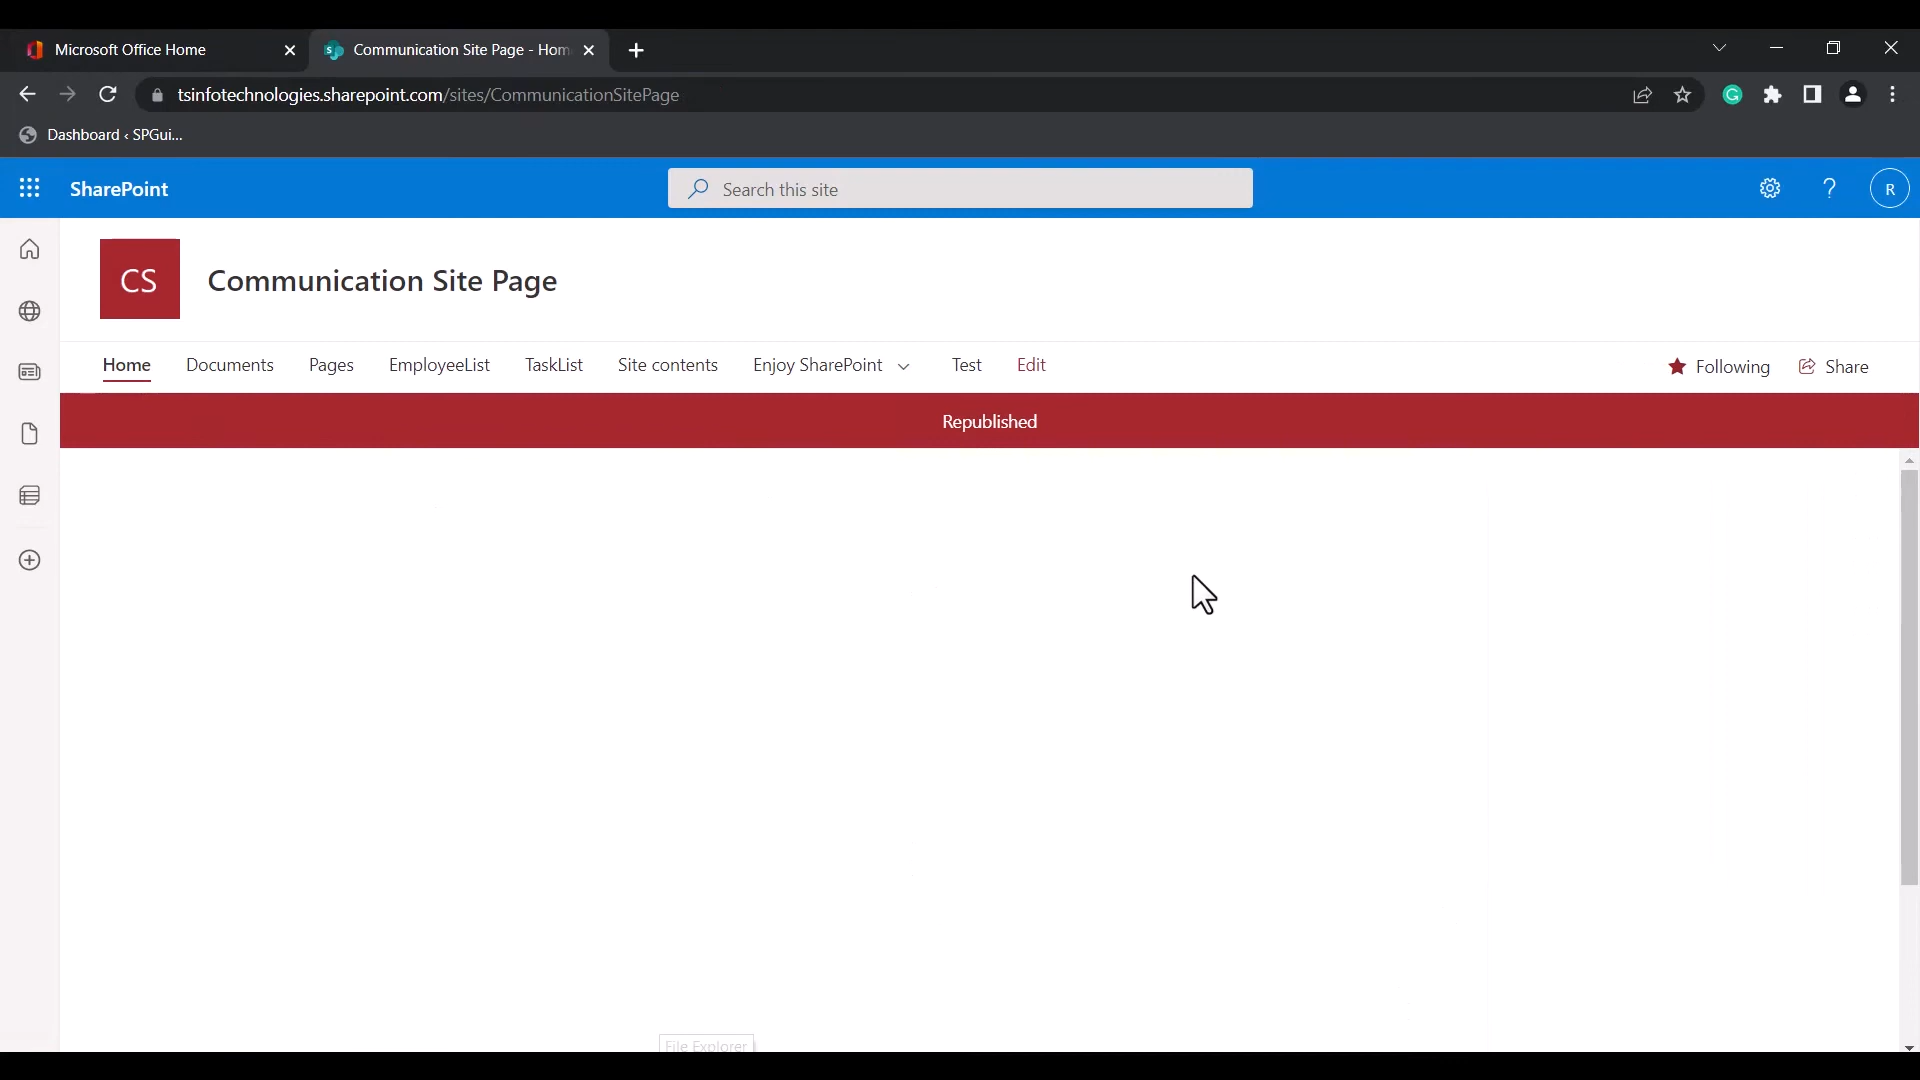 Microsoft Office Home
Communication Site Page - Hom
tsinfotechnologies.sharepoint.com/sites/CommunicationSitePage
G
Dashboard ‹ SPGui...
SharePoint
Search this site
?
R
CS
Communication Site Page
Home Documents Pages EmployeeList TaskList Site contents Enjoy SharePoint Test Edit
Following Share
Republished
File Explorer